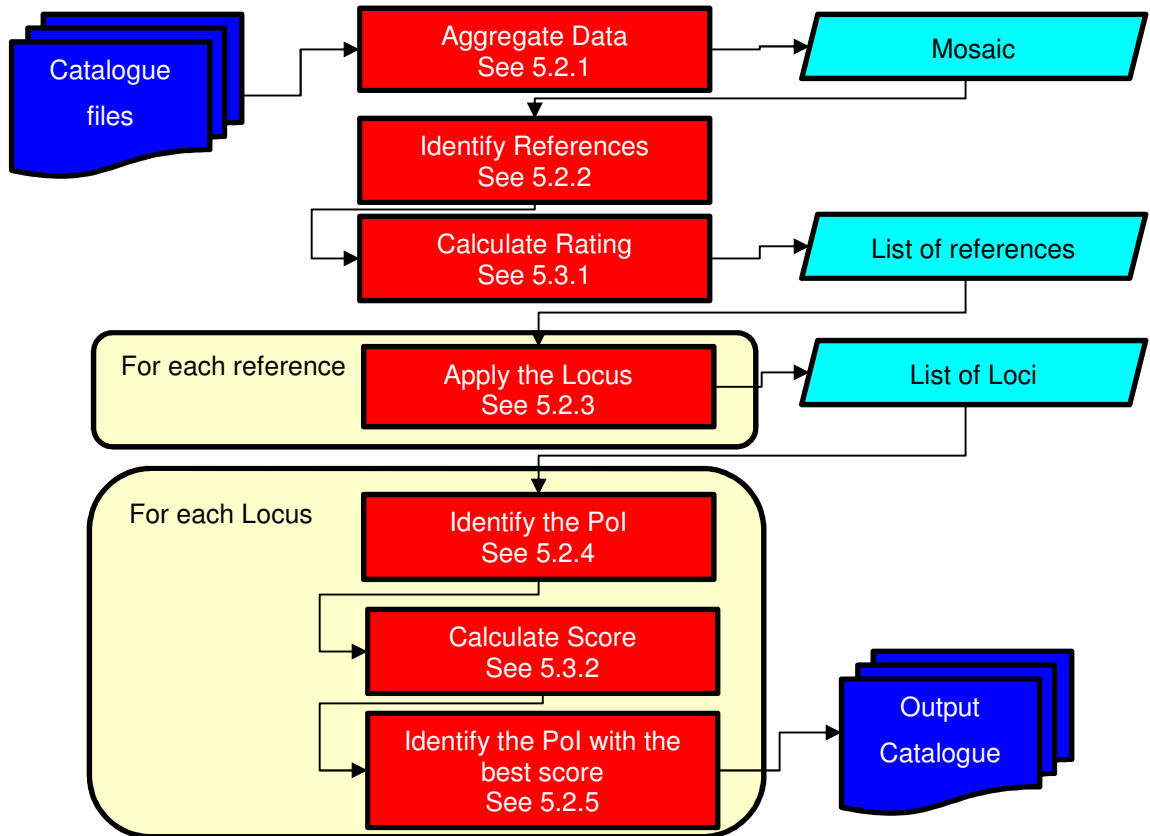 Catalogue
files
Aggregate Data
See 5.2.1
Mosaic
Identify References
See 5.2.2
Calculate Rating
See 5.3.1
List of references
For each reference
Apply the Locus
See 5.2.3
List of Loci
For each Locus
Identify the PoI
See 5.2.4
Calculate Score
See 5.3.2
Identify the PoI with the
best score
See 5.2.5
Output
Catalogue